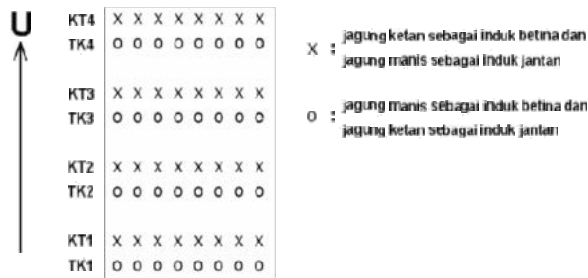 U
KT4 X X X X X X X X
TK4 O O O O O O O O
KT3 X X X X X X X X
TK3 O O O O O O O O
KT2 X X X X X X X X
TK2 O O O O O O O O
KT1 X X X X X X X X
TK1 O O O O O O O O
X : jagung ketan sebagai induk betina dan
jagung manis sebagai induk jantan
O : jagung manis sebagai induk betina dan
jagung ketan sebagai induk jantan